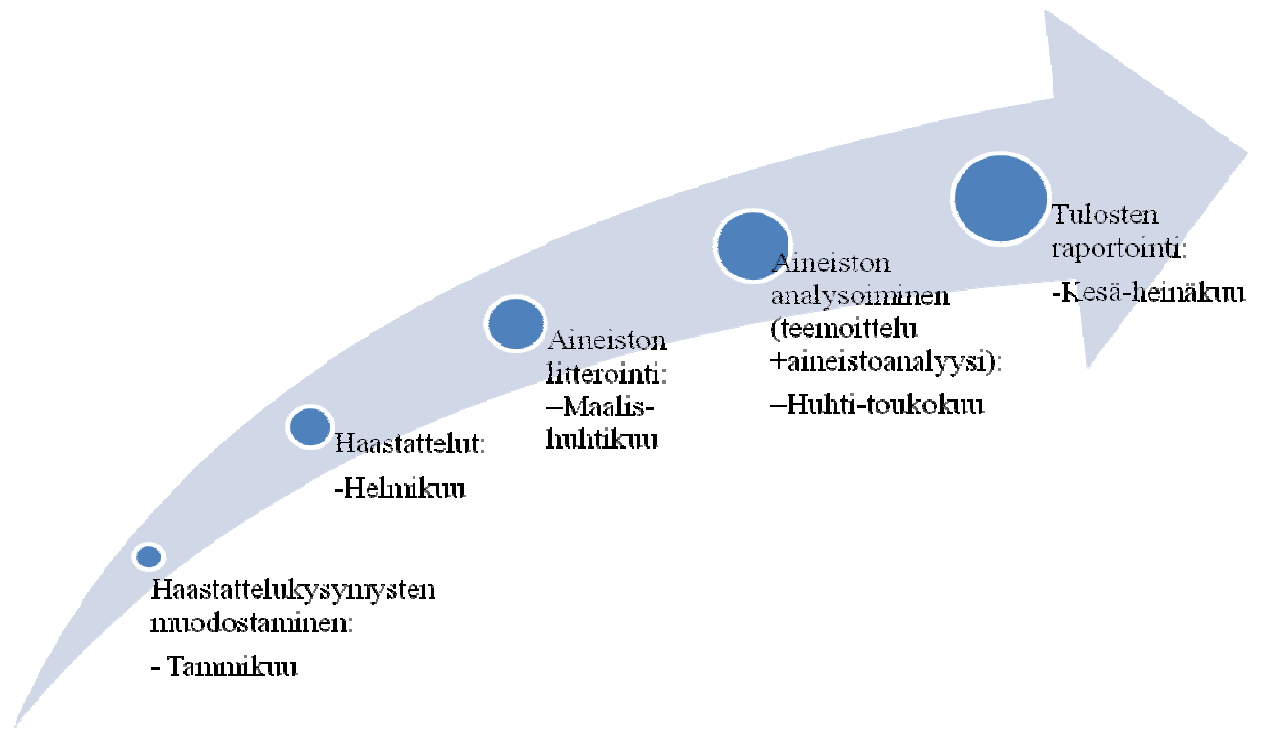 Haastattelukysymysten
muodostaminen:
- Tammikuu
Haastattelut:
-Helmikuu
Aineiston
litterointi:
–Maalis-
huhtikuu
Aineiston
analysoiminen
(teemoittelu
+aineistoanalyysi):
–Huhti-toukokuu
Tulosten
raportointi:
-Kesä-heinäkuu